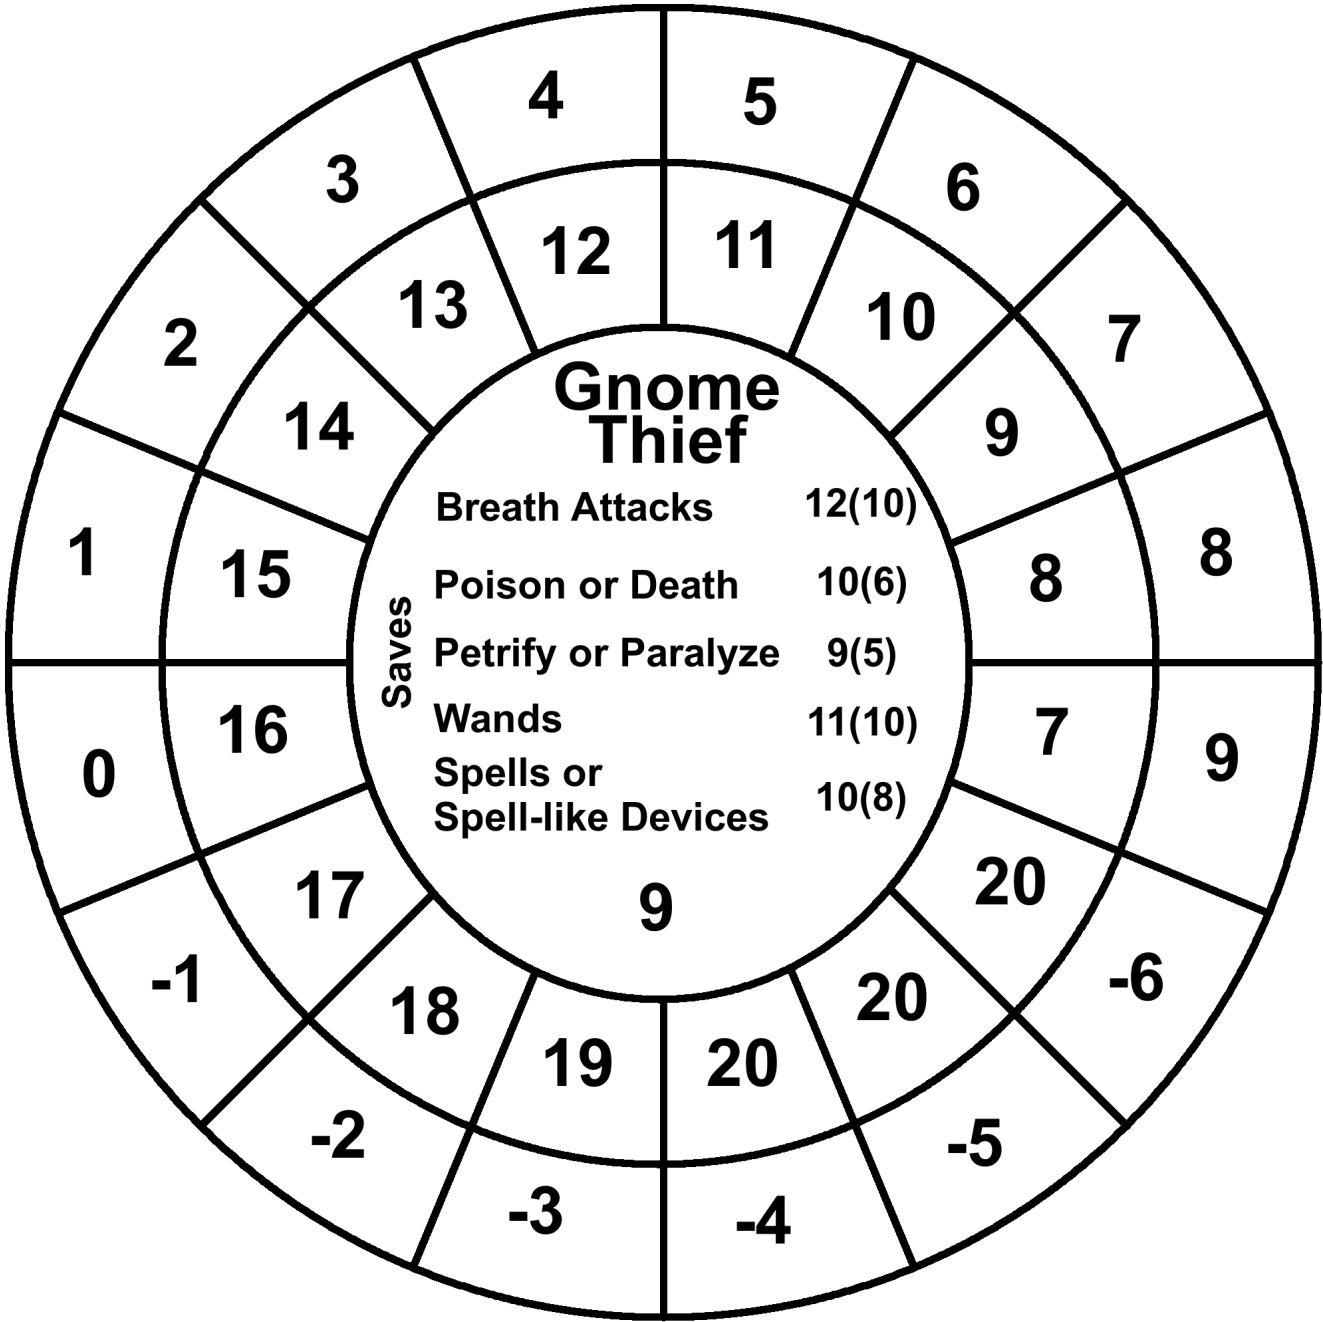 4 5
3 6
2 7
1 8
0 9
-1 -6
-2 -5
-3 -4
12 11
13 10
14 9
15 8
16 7
17 20
18 20
19 20
Gnome
Thief
Saves
Breath Attacks 12(10)
Poison or Death 10(6)
Petrify or Paralyze 9(5)
Wands 11(10)
Spells or
Spell-like Devices 10(8)
9